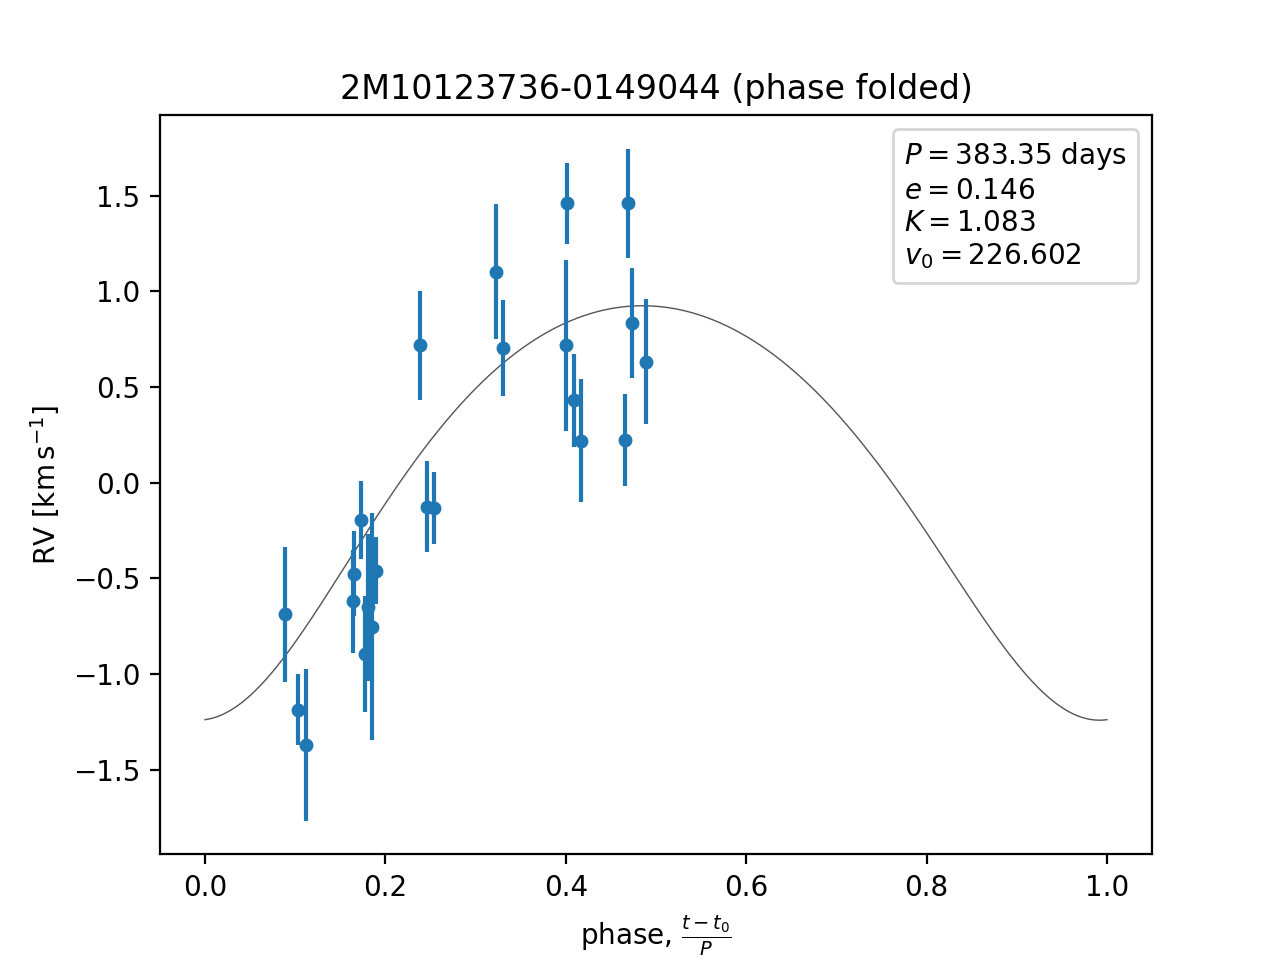 2M10123736-0149044 (phase folded)
P = 383.35 days
e = 0.146
K = 1.083
v₀ = 226.602
RV [km s⁻¹]
1.5
1.0
0.5
0.0
−0.5
−1.0
−1.5
0.0 0.2 0.4 0.6 0.8 1.0
phase, (t − t₀)/P